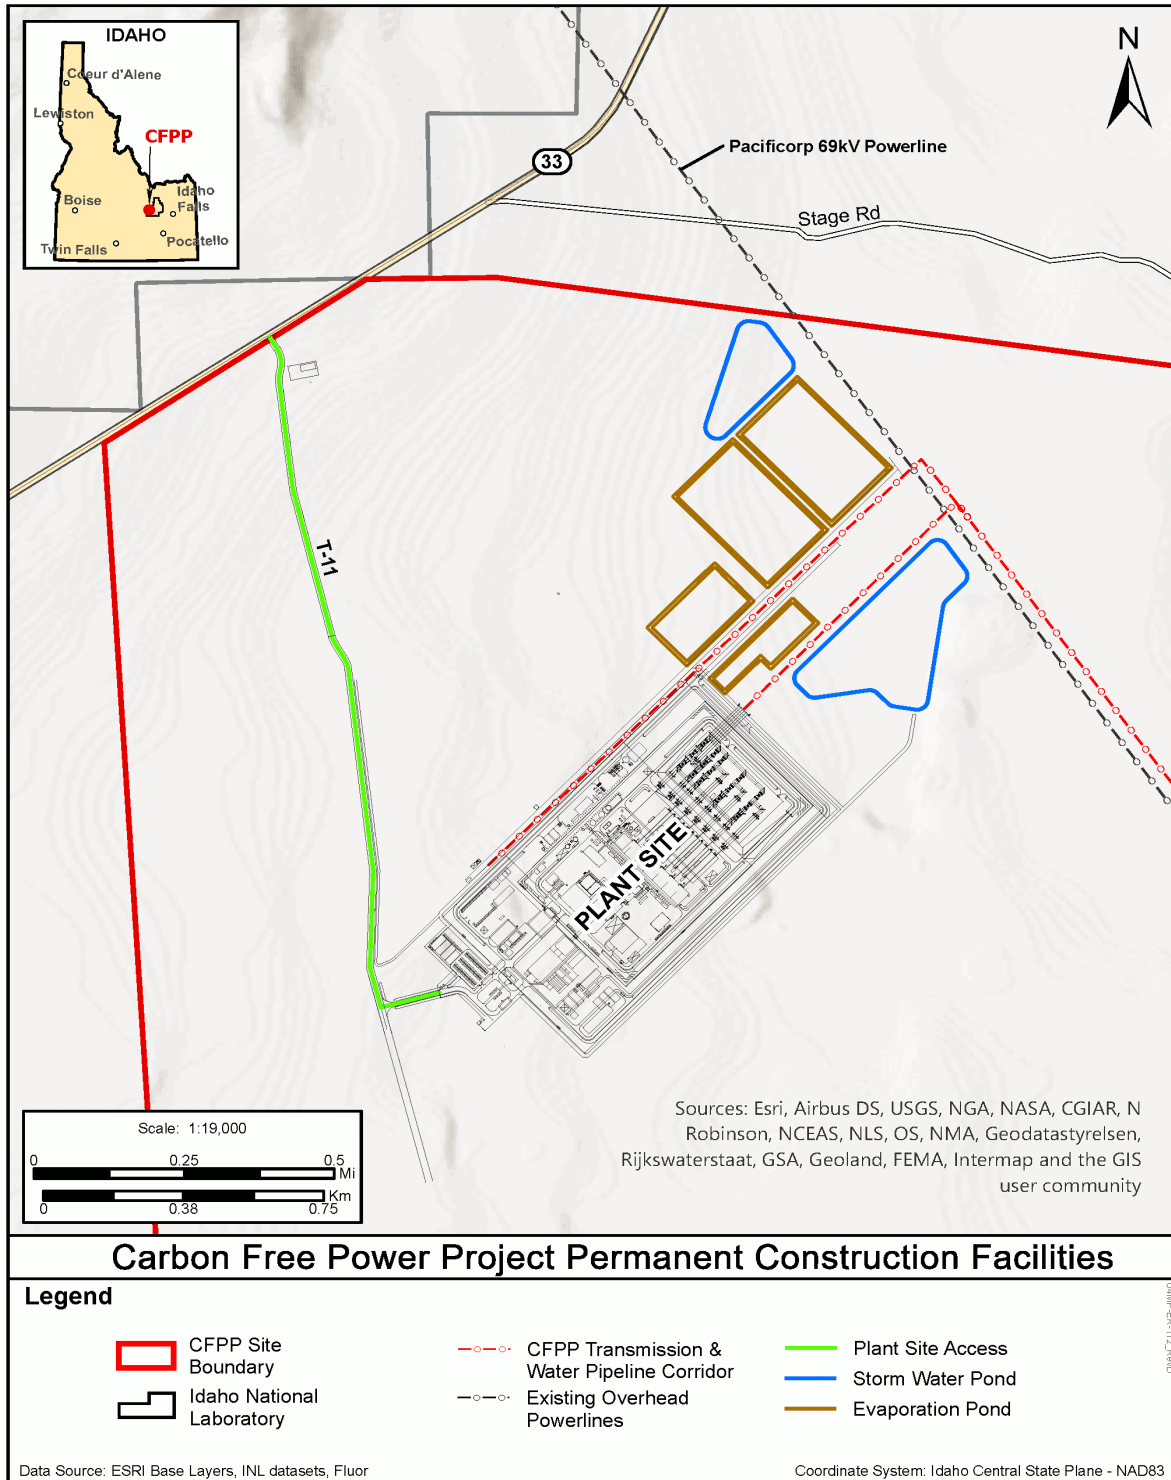 IDAHO
Coeur d'Alene
Lewiston
CFPP
Boise
Idaho
Falls
Twin Falls
Pocatello
N
33
Pacificorp 69kV Powerline
Stage Rd
T-11
PLANT SITE
Sources: Esri, Airbus DS, USGS, NGA, NASA, CGIAR, N
Robinson, NCEAS, NLS, OS, NMA, Geodatastyrelsen,
Rijkswaterstaat, GSA, Geoland, FEMA, Intermap and the GIS
user community
Scale: 1:19,000
0 0.25 0.5
Mi
Km
0 0.38 0.75
Carbon Free Power Project Permanent Construction Facilities
Legend
CFPP Site
Boundary
Idaho National
Laboratory
CFPP Transmission &
Water Pipeline Corridor
Existing Overhead
Powerlines
Plant Site Access
Storm Water Pond
Evaporation Pond
Data Source: ESRI Base Layers, INL datasets, Fluor
Coordinate System: Idaho Central State Plane - NAD83